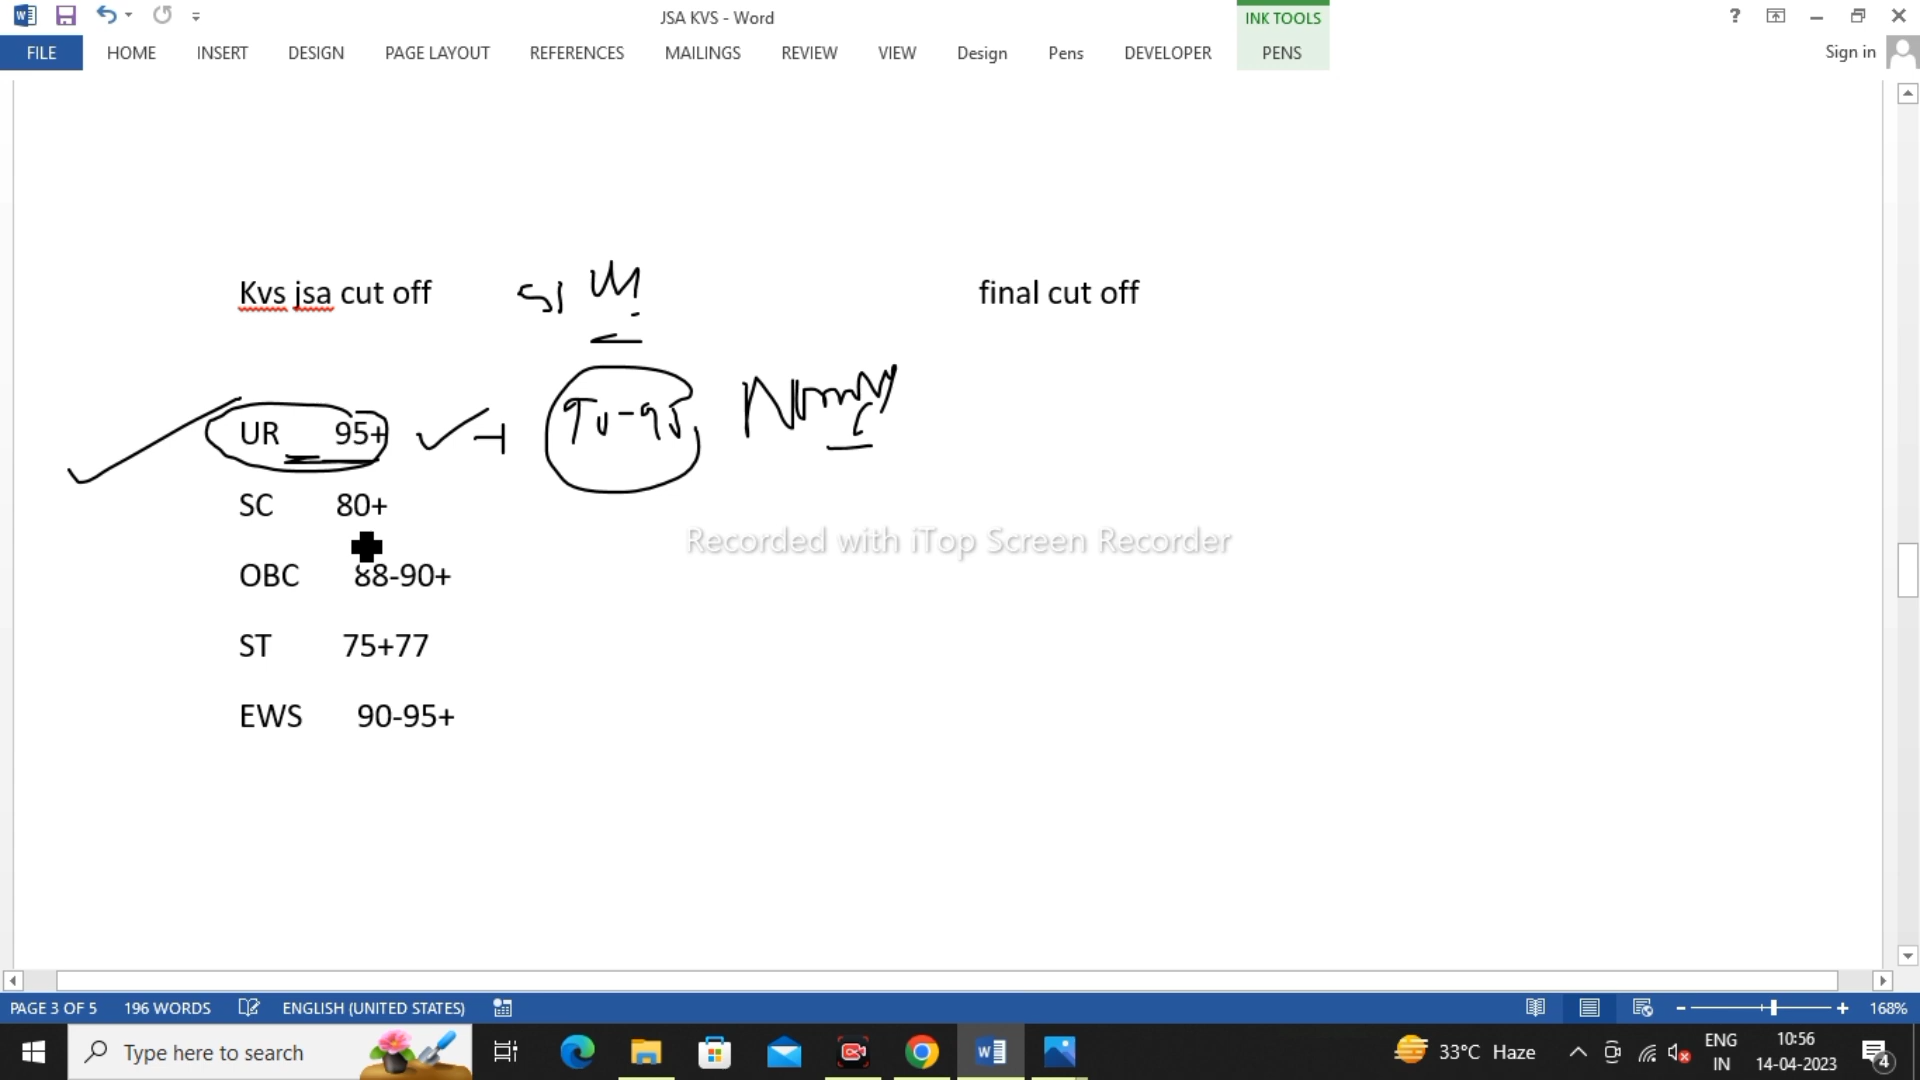 JSA KVS - Word
INK TOOLS
FILE HOME INSERT DESIGN PAGE LAYOUT REFERENCES MAILINGS REVIEW VIEW Design Pens DEVELOPER PENS
Sign in
Kvs jsa cut off
final cut off
UR 95+
SC 80+
Recorded with iTop Screen Recorder
OBC 88-90+
ST 75+77
EWS 90-95+
PAGE 3 OF 5 196 WORDS ENGLISH (UNITED STATES) 168%
Type here to search
33°C Haze
ENG
IN
10:56
14-04-2023
4